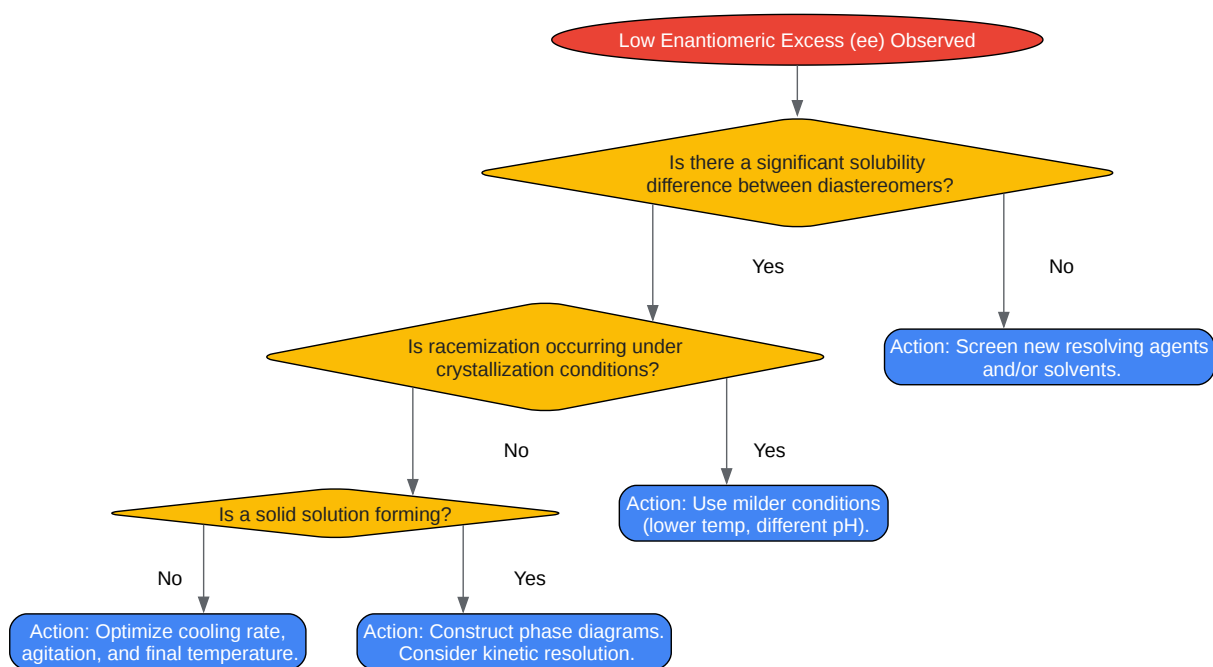 Low Enantiomeric Excess (ee) Observed
Is there a significant solubility
difference between diastereomers?
Yes
No
Is racemization occurring under
crystallization conditions?
Action: Screen new resolving agents
and/or solvents.
No
Yes
Is a solid solution forming?
Action: Use milder conditions
(lower temp, different pH).
No
Yes
Action: Optimize cooling rate,
agitation, and final temperature.
Action: Construct phase diagrams.
Consider kinetic resolution.